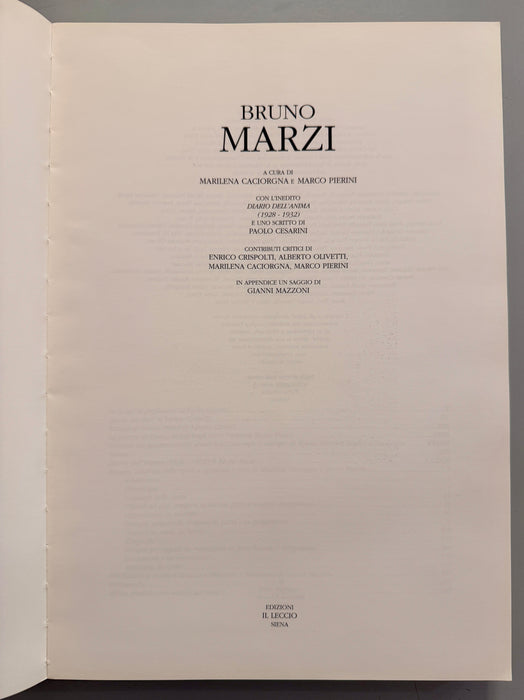 BRUNO
MARZI
A CURA DI
MARILENA CACIORGNA E MARCO PIERINI
CON L'INEDITO
DIARIO DELL'ANIMA
(1928 - 1932)
E UNO SCRITTO DI
PAOLO CESARINI
CONTRIBUTI CRITICI DI
ENRICO CRISPOLTI, ALBERTO OLIVETTI,
MARILENA CACIORGNA, MARCO PIERINI
IN APPENDICE UN SAGGIO DI
GIANNI MAZZONI
EDIZIONI
IL LECCIO
SIENA